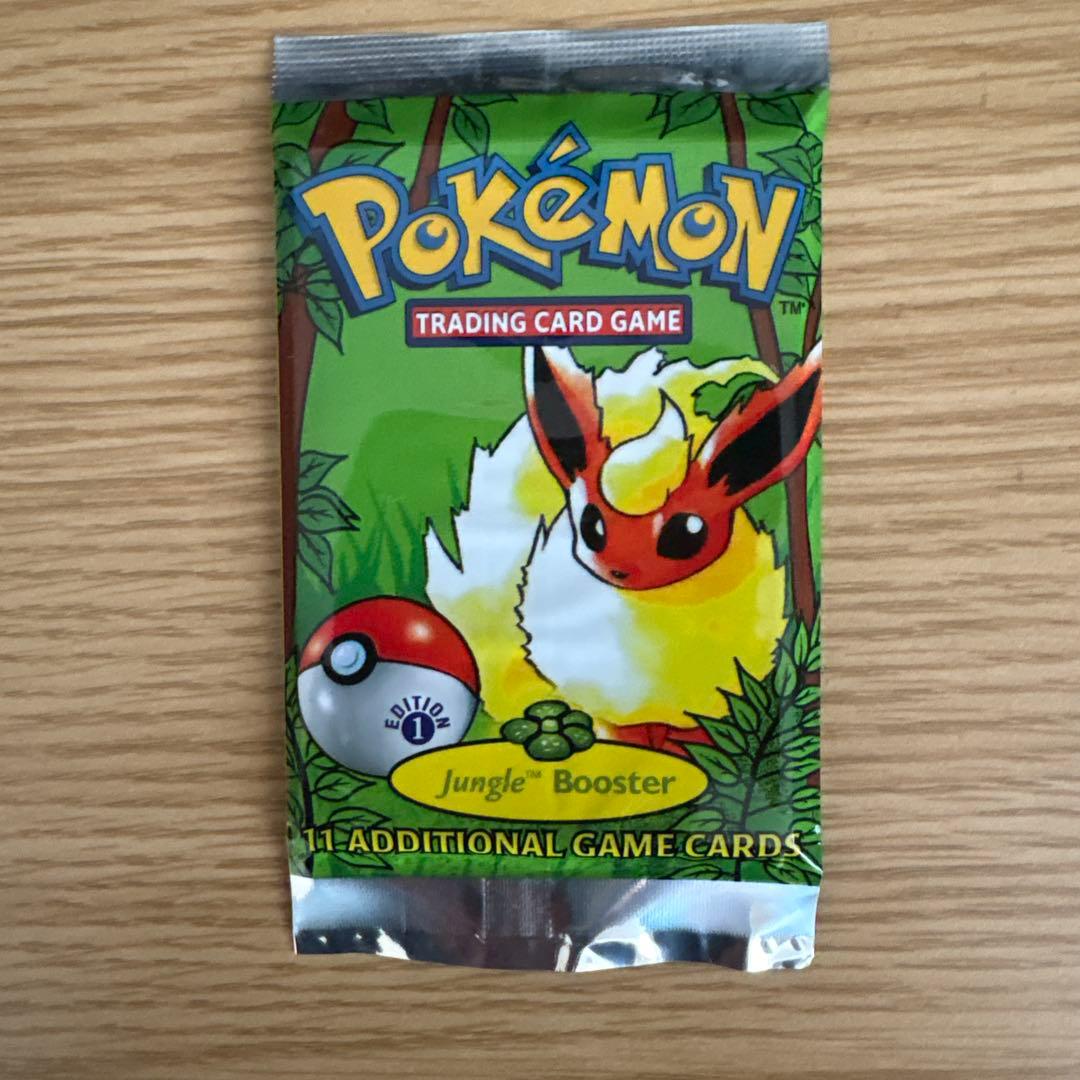 POKéMON
TM
TRADING CARD GAME
EDITION
1
Jungle™ Booster
11 ADDITIONAL GAME CARDS